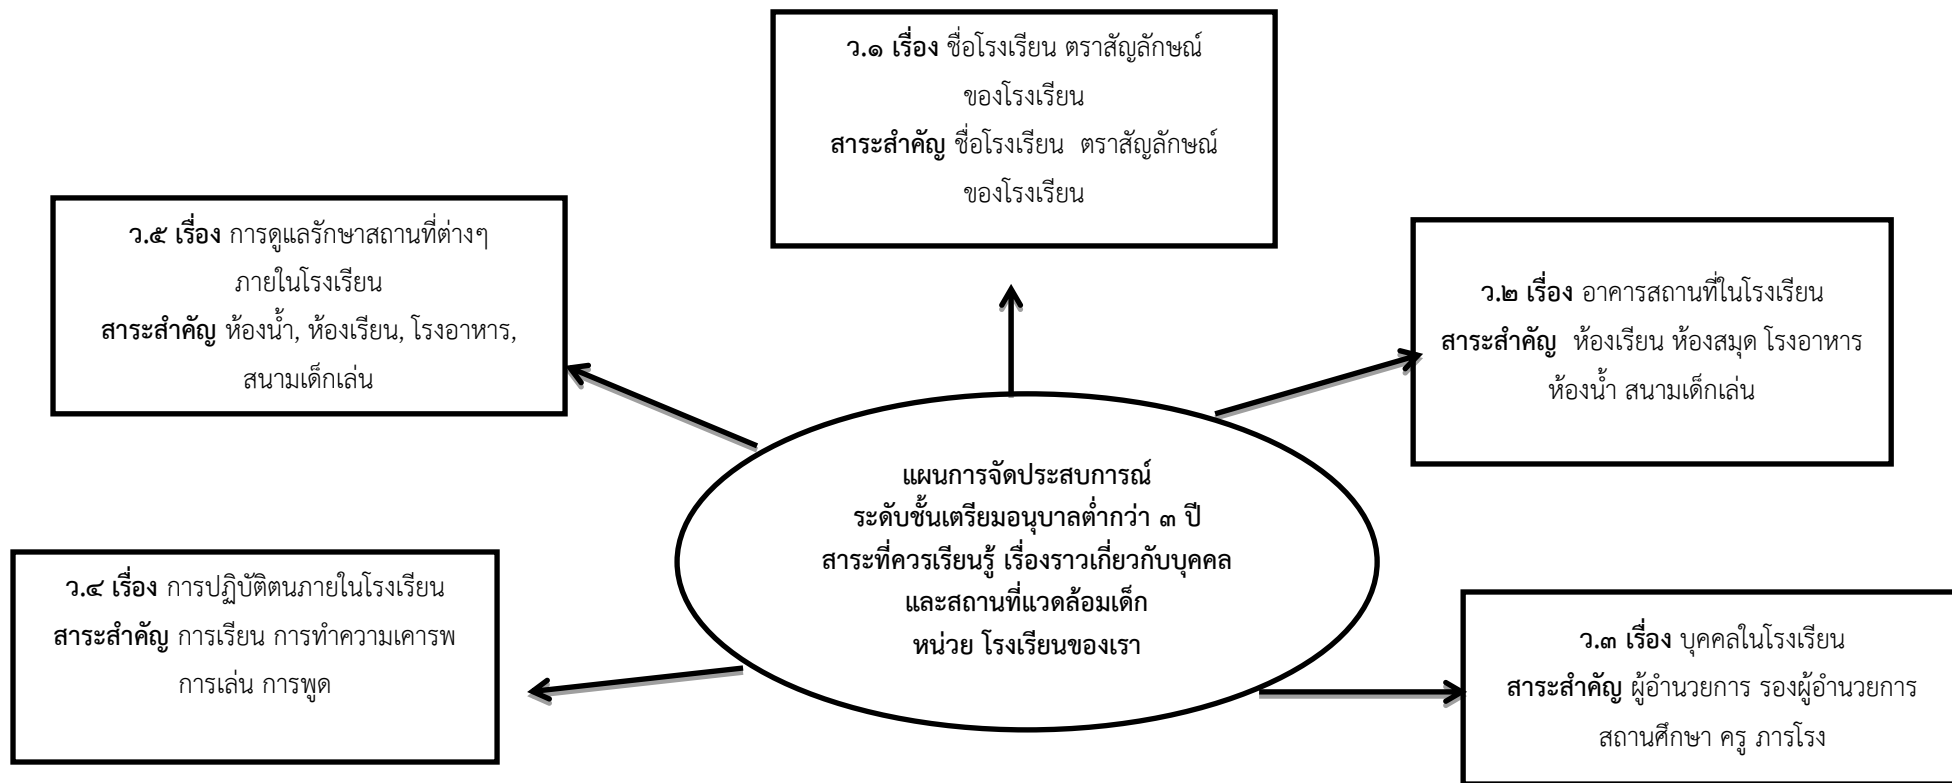 ว.๑ เรื่อง ชื่อโรงเรียน ตราสัญลักษณ์
ของโรงเรียน
สาระสำคัญ ชื่อโรงเรียน ตราสัญลักษณ์
ของโรงเรียน
ว.๕ เรื่อง การดูแลรักษาสถานที่ต่างๆ
ภายในโรงเรียน
สาระสำคัญ ห้องน้ำ, ห้องเรียน, โรงอาหาร,
สนามเด็กเล่น
ว.๒ เรื่อง อาคารสถานที่ในโรงเรียน
สาระสำคัญ ห้องเรียน ห้องสมุด โรงอาหาร
ห้องน้ำ สนามเด็กเล่น
แผนการจัดประสบการณ์
ระดับชั้นเตรียมอนุบาลต่ำกว่า ๓ ปี
สาระที่ควรเรียนรู้ เรื่องราวเกี่ยวกับบุคคล
และสถานที่แวดล้อมเด็ก
หน่วย โรงเรียนของเรา
ว.๔ เรื่อง การปฏิบัติตนภายในโรงเรียน
สาระสำคัญ การเรียน การทำความเคารพ
การเล่น การพูด
ว.๓ เรื่อง บุคคลในโรงเรียน
สาระสำคัญ ผู้อำนวยการ รองผู้อำนวยการ
สถานศึกษา ครู ภารโรง